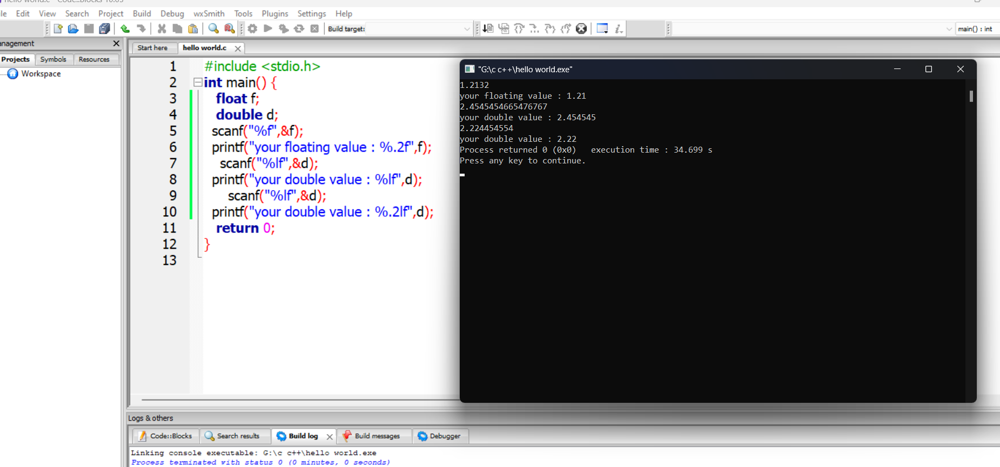 hello world.c - Code::Blocks 10.05
Edit View Search Project Build Debug wxSmith Tools Plugins Settings Help
Build target:
main() : int
anagement
Projects Symbols Resources
Workspace
Start here hello world.c
1 #include <stdio.h>
2 int main() {
3 float f;
4 double d;
5 scanf("%f",&f);
6 printf("your floating value : %.2f",f);
7 scanf("%lf",&d);
8 printf("your double value : %lf",d);
9 scanf("%lf",&d);
10 printf("your double value : %.2lf",d);
11 return 0;
12 }
13
"G:\c c++\hello world.exe"
1.2132
your floating value : 1.21
2.4545454665476767
your double value : 2.454545
2.224454554
your double value : 2.22
Process returned 0 (0x0) execution time : 34.699 s
Press any key to continue.
Logs & others
Code::Blocks Search results Build log Build messages Debugger
Linking console executable: G:\c c++\hello world.exe
Process terminated with status 0 (0 minutes, 0 seconds)